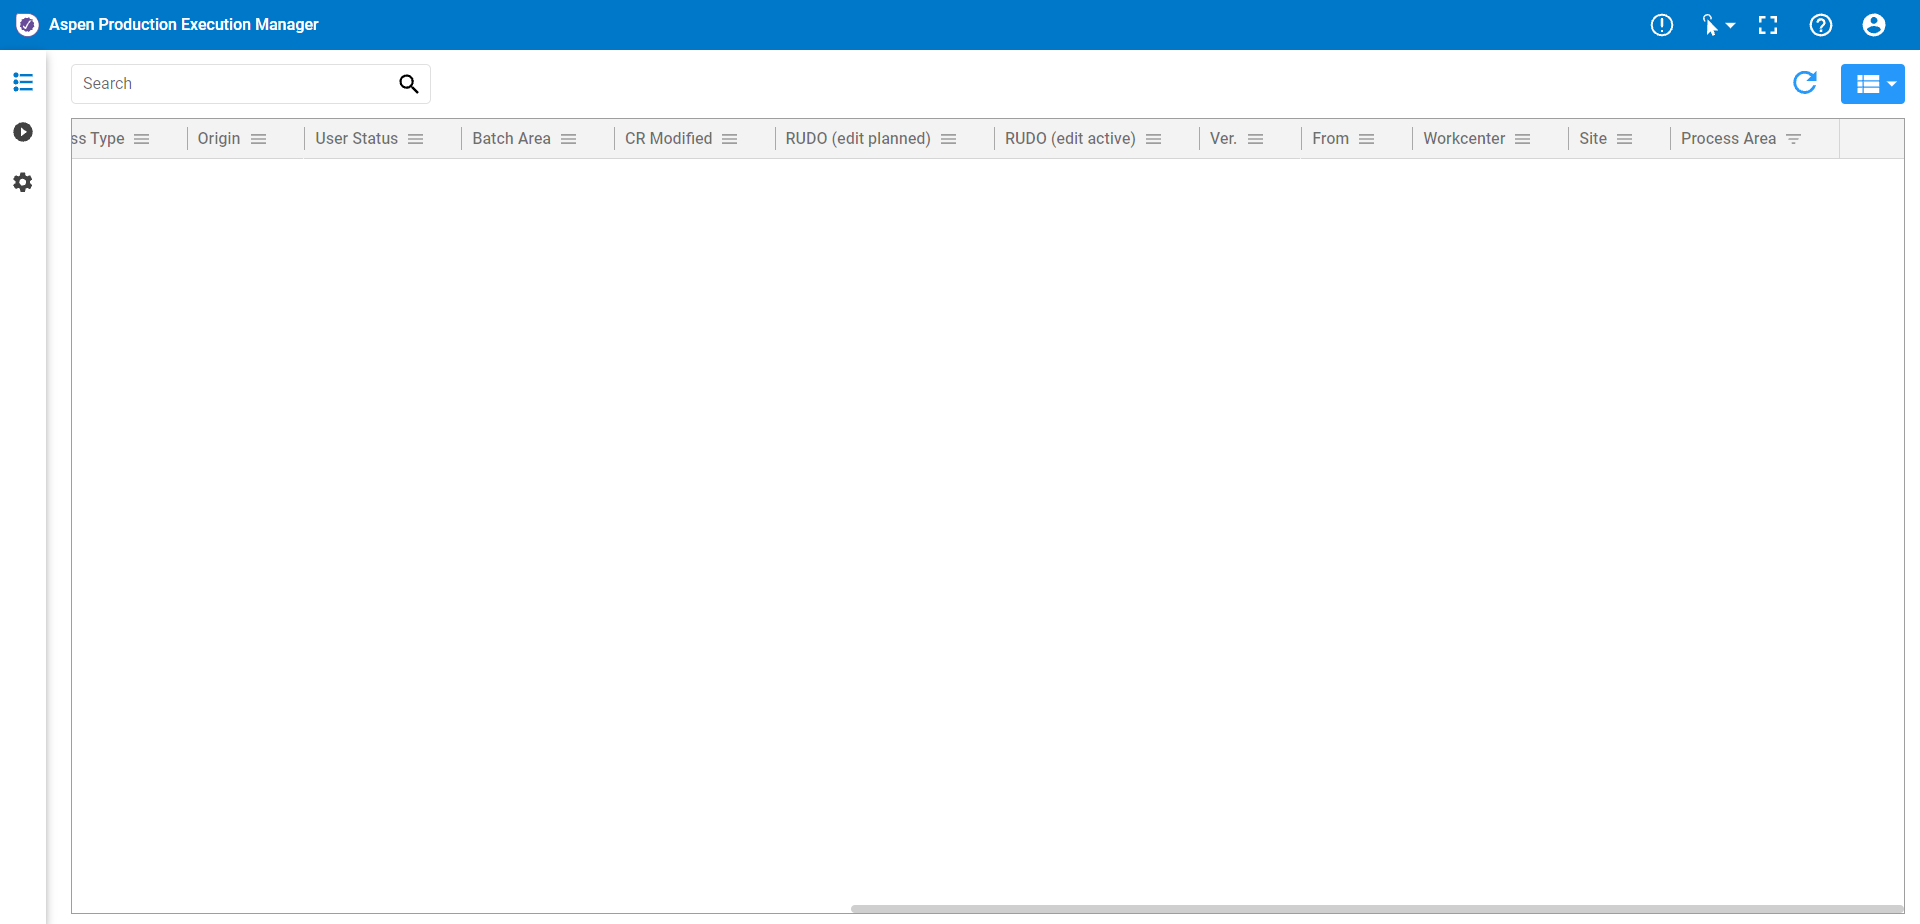 Aspen Production Execution Manager
Search
ss Type Origin User Status Batch Area CR Modified RUDO (edit planned) RUDO (edit active) Ver. From Workcenter Site Process Area